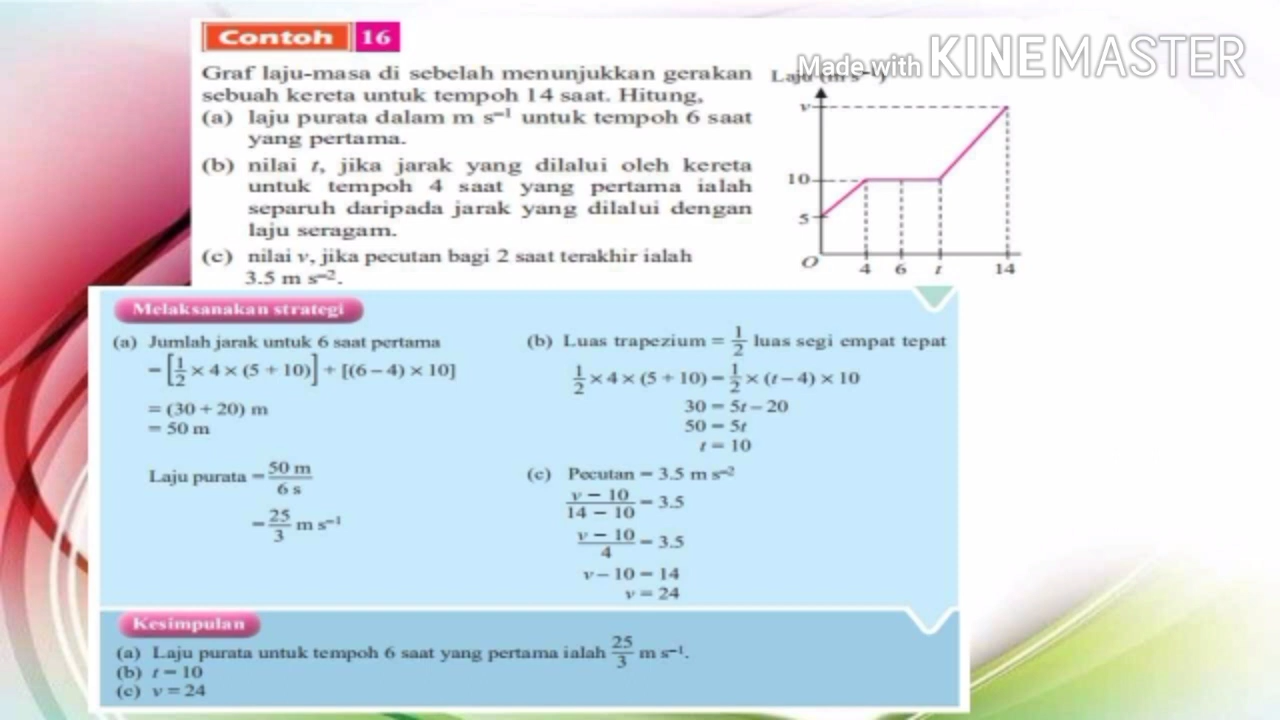 Contoh 16
Made with KINEMASTER
Graf laju-masa di sebelah menunjukkan gerakan
sebuah kereta untuk tempoh 14 saat. Hitung,
(a) laju purata dalam m s⁻¹ untuk tempoh 6 saat
yang pertama.
(b) nilai t, jika jarak yang dilalui oleh kereta
untuk tempoh 4 saat yang pertama ialah
separuh daripada jarak yang dilalui dengan
laju seragam.
(c) nilai v, jika pecutan bagi 2 saat terakhir ialah
3.5 m s⁻².
Laju (m s⁻¹)
v
10
5
O 4 6 t 14
Melaksanakan strategi
(a) Jumlah jarak untuk 6 saat pertama
= [1/2 × 4 × (5 + 10)] + [(6 – 4) × 10]
= (30 + 20) m
= 50 m
Laju purata = 50 m / 6 s
= 25/3 m s⁻¹
(b) Luas trapezium = 1/2 luas segi empat tepat
1/2 × 4 × (5 + 10) = 1/2 × (t – 4) × 10
30 = 5t – 20
50 = 5t
t = 10
(c) Pecutan = 3.5 m s⁻²
v – 10 / 14 – 10 = 3.5
v – 10 / 4 = 3.5
v – 10 = 14
v = 24
Kesimpulan
(a) Laju purata untuk tempoh 6 saat yang pertama ialah 25/3 m s⁻¹.
(b) t = 10
(c) v = 24